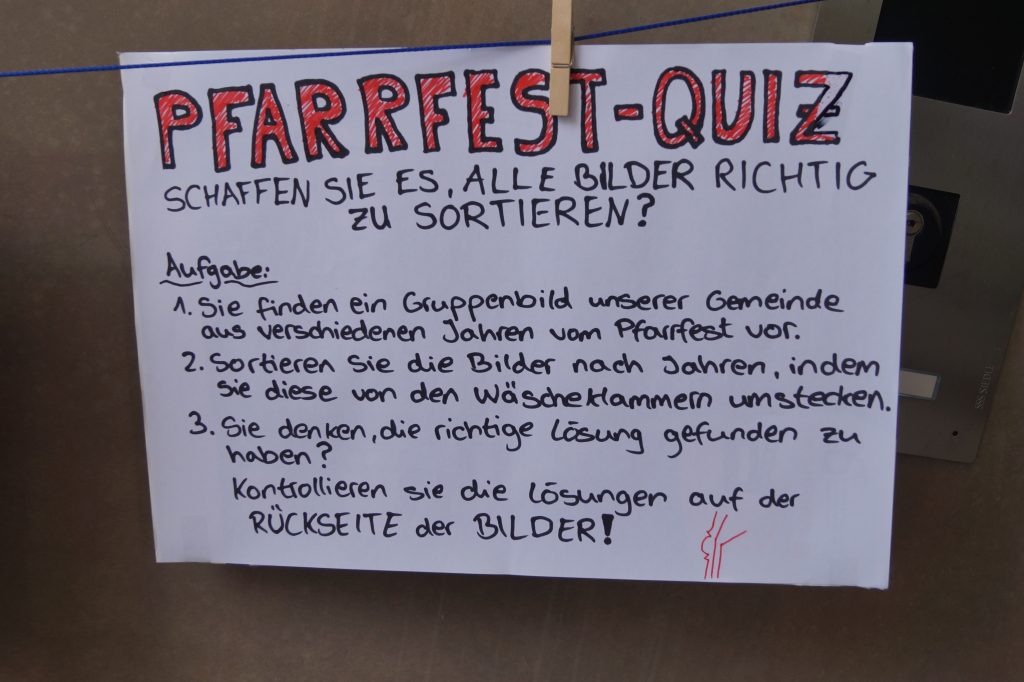 PFARRFEST-QUIZ
SCHAFFEN SIE ES, ALLE BILDER RICHTIG
ZU SORTIEREN?
Aufgabe:
1. Sie finden ein Gruppenbild unserer Gemeinde
aus verschiedenen Jahren vom Pfarrfest vor.
2. Sortieren Sie die Bilder nach Jahren, indem
sie diese von den Wäscheklammern umstecken.
3. Sie denken, die richtige Lösung gefunden zu
haben?
Kontrollieren sie die Lösungen auf der
RÜCKSEITE der BILDER!
SSS SIEDLE